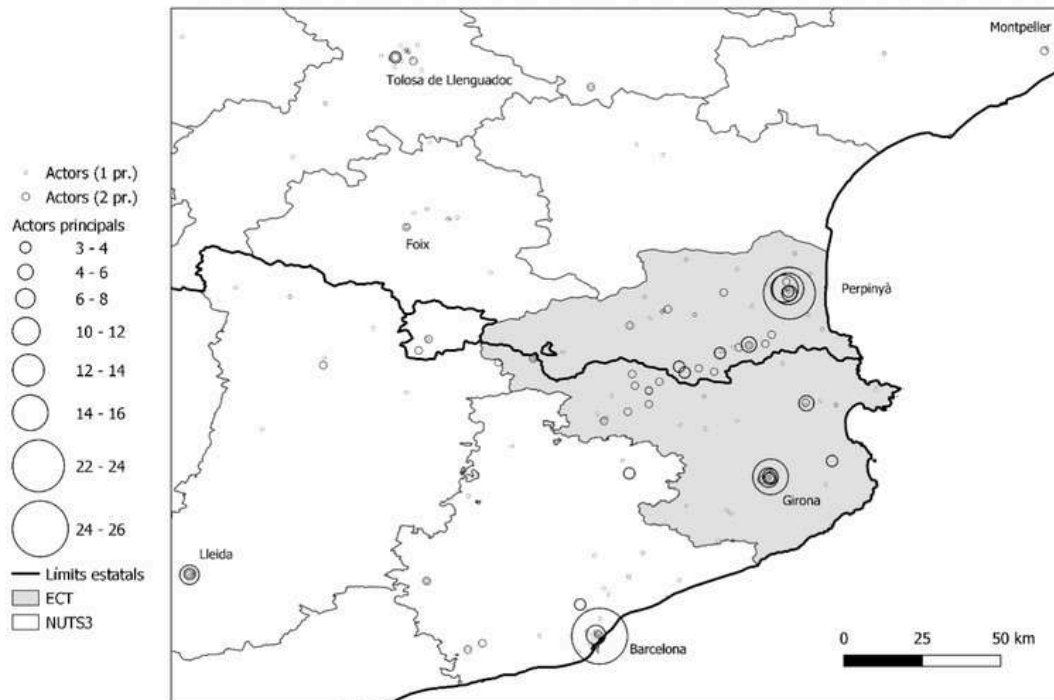 Montpeller
Tolosa de Llenguadoc
Actors (1 pr.)
Actors (2 pr.)
Actors principals
3 - 4
4 - 6
6 - 8
10 - 12
12 - 14
14 - 16
22 - 24
24 - 26
Límits estatals
ECT
NUTS3
Foix
Perpinyà
Girona
Lleida
Barcelona
0 25 50 km